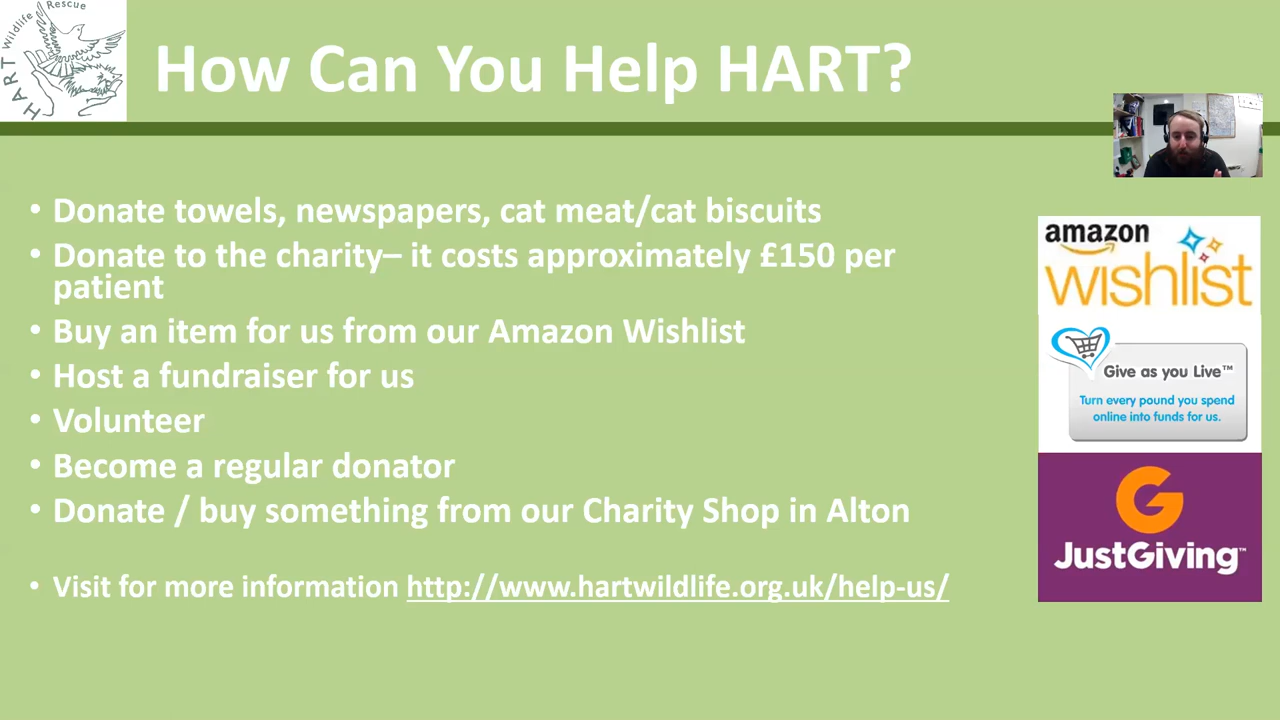 HART Wildlife Rescue
How Can You Help HART?
• Donate towels, newspapers, cat meat/cat biscuits
• Donate to the charity– it costs approximately £150 per
patient
• Buy an item for us from our Amazon Wishlist
• Host a fundraiser for us
• Volunteer
• Become a regular donator
• Donate / buy something from our Charity Shop in Alton
• Visit for more information http://www.hartwildlife.org.uk/help-us/
amazon
wishlist
Give as you Live™
Turn every pound you spend
online into funds for us.
G
JustGiving™